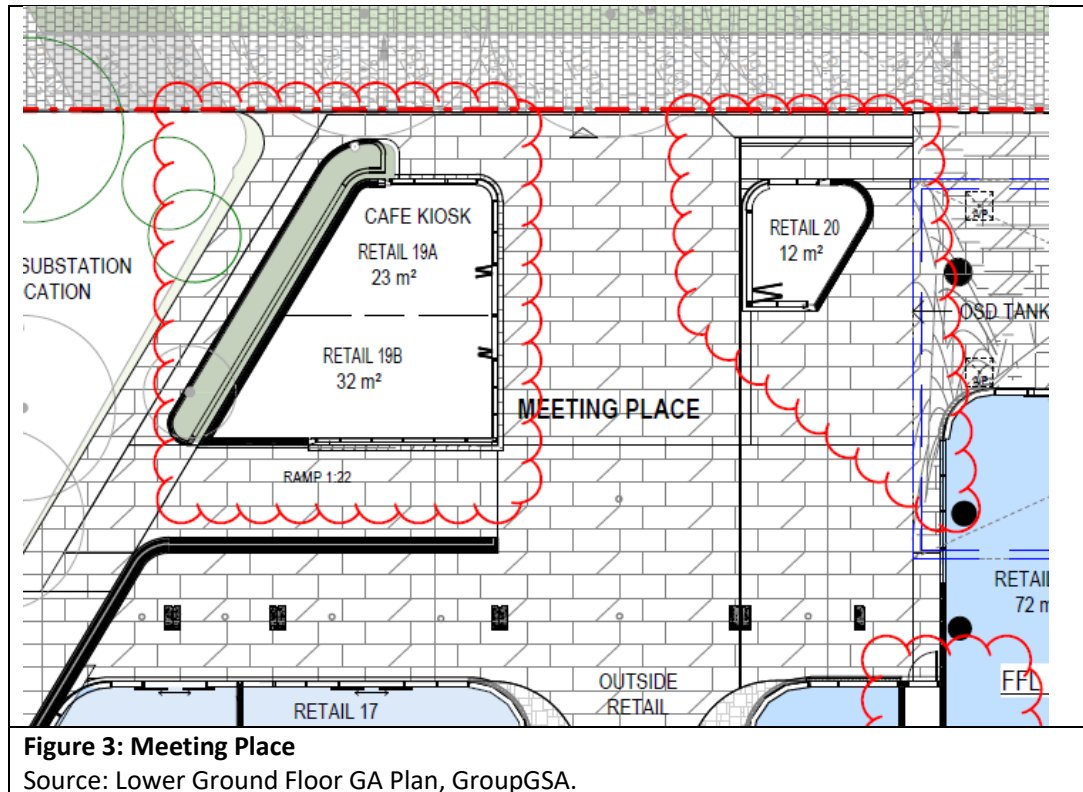 CAFE KIOSK
RETAIL 19A
23 m²
RETAIL 20
12 m²
SUBSTATION
CATION
OSD TANK
RETAIL 19B
32 m²
MEETING PLACE
RAMP 1:22
RETAIL
72 m
OUTSIDE
RETAIL
FFL
RETAIL 17
Figure 3: Meeting Place
Source: Lower Ground Floor GA Plan, GroupGSA.